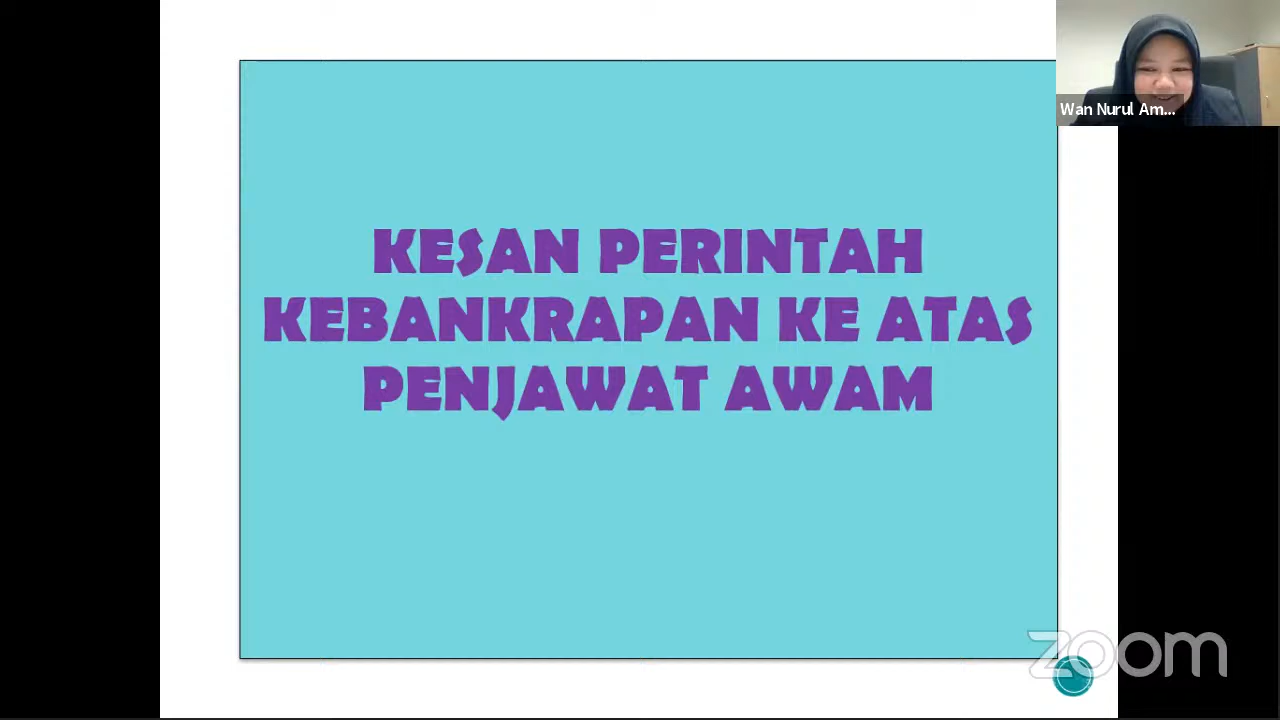 Wan Nurul Am...
KESAN PERINTAH
KEBANKRAPAN KE ATAS
PENJAWAT AWAM
zoom